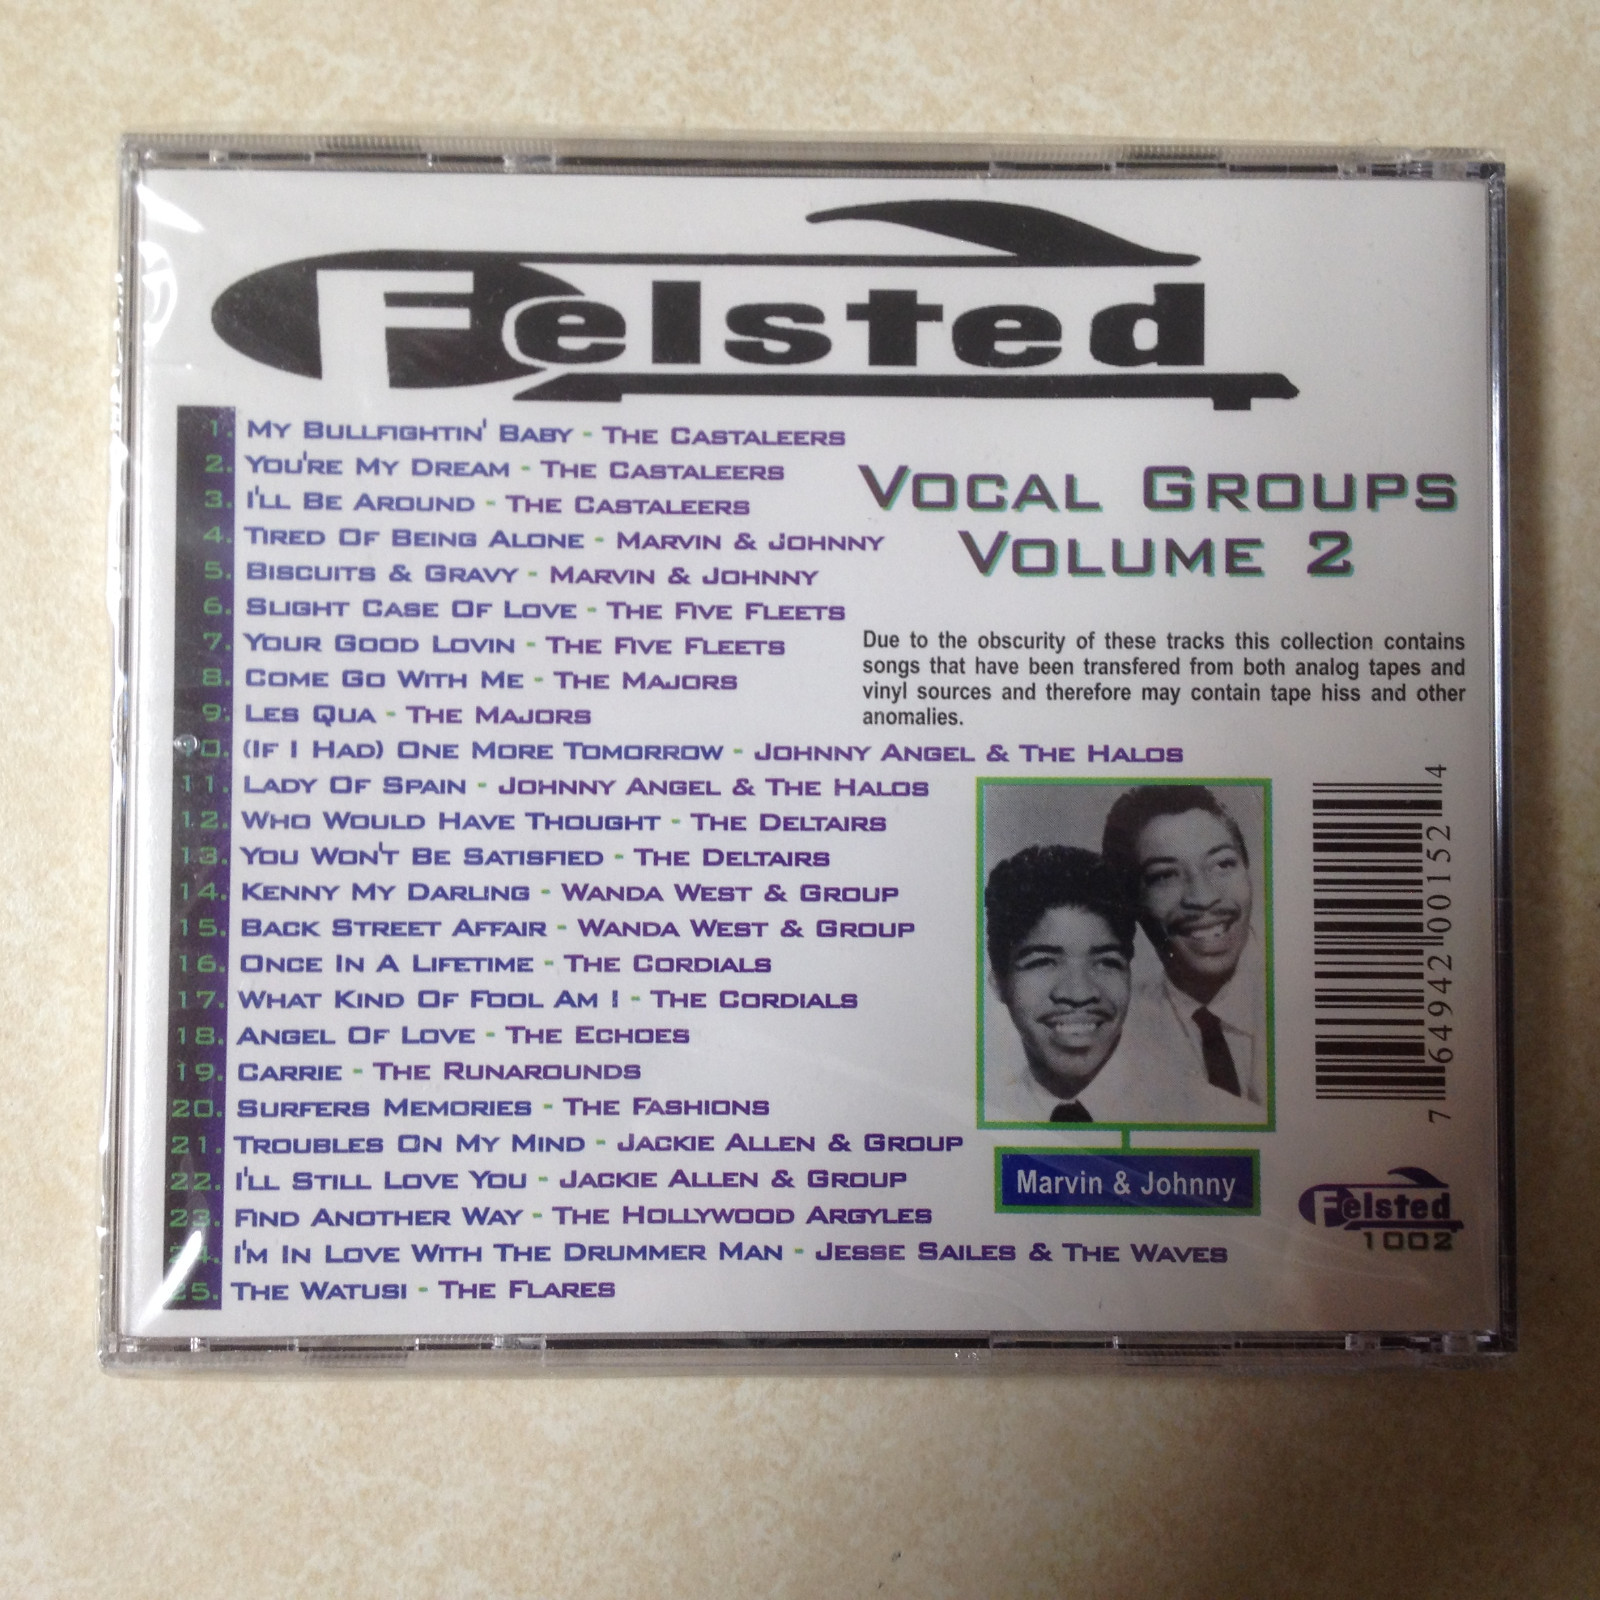 Felsted
1. My Bullfightin' Baby - The Castaleers
2. You're My Dream - The Castaleers
3. I'll Be Around - The Castaleers
4. Tired Of Being Alone - Marvin & Johnny
5. Biscuits & Gravy - Marvin & Johnny
6. Slight Case Of Love - The Five Fleets
7. Your Good Lovin - The Five Fleets
8. Come Go With Me - The Majors
9. Les Qua - The Majors
10. (If I Had) One More Tomorrow - Johnny Angel & The Halos
11. Lady Of Spain - Johnny Angel & The Halos
12. Who Would Have Thought - The Deltairs
13. You Won't Be Satisfied - The Deltairs
14. Kenny My Darling - Wanda West & Group
15. Back Street Affair - Wanda West & Group
16. Once In A Lifetime - The Cordials
17. What Kind Of Fool Am I - The Cordials
18. Angel Of Love - The Echoes
19. Carrie - The Runarounds
20. Surfers Memories - The Fashions
21. Troubles On My Mind - Jackie Allen & Group
22. I'll Still Love You - Jackie Allen & Group
23. Find Another Way - The Hollywood Argyles
24. I'm In Love With The Drummer Man - Jesse Sailes & The Waves
25. The Watusi - The Flares
Vocal Groups
Volume 2
Due to the obscurity of these tracks this collection contains
songs that have been transfered from both analog tapes and
vinyl sources and therefore may contain tape hiss and other
anomalies.
Marvin & Johnny
7 64942 00152 4
Felsted
1002